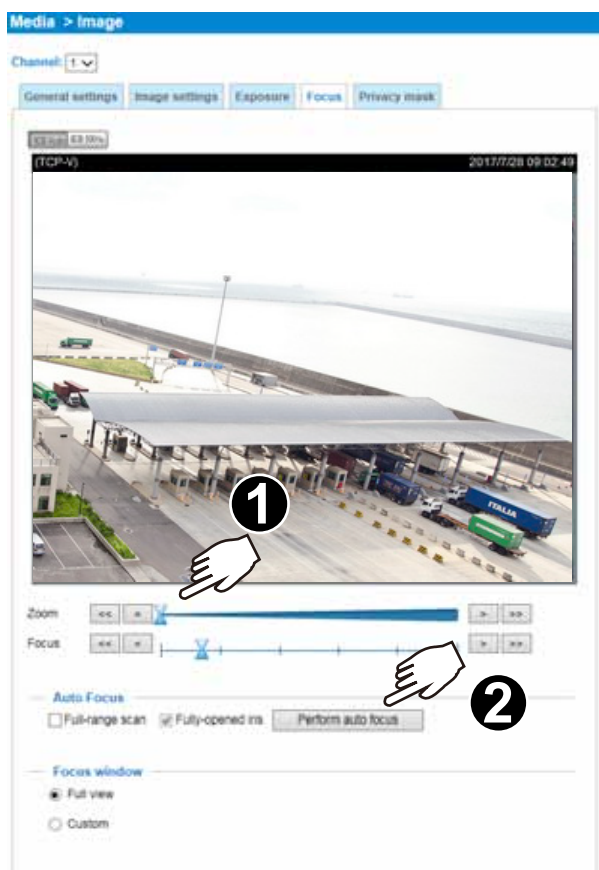 Media > Image
Channel: 1
General settings Image settings Exposure Focus Privacy mask
(TCP-V) 2017/7/28 09:02:49
ITALIA
1
Zoom << < > >>
Focus << < > >>
2
Auto Focus
Full-range scan Fully-opened iris Perform auto focus
Focus window
Full view
Custom